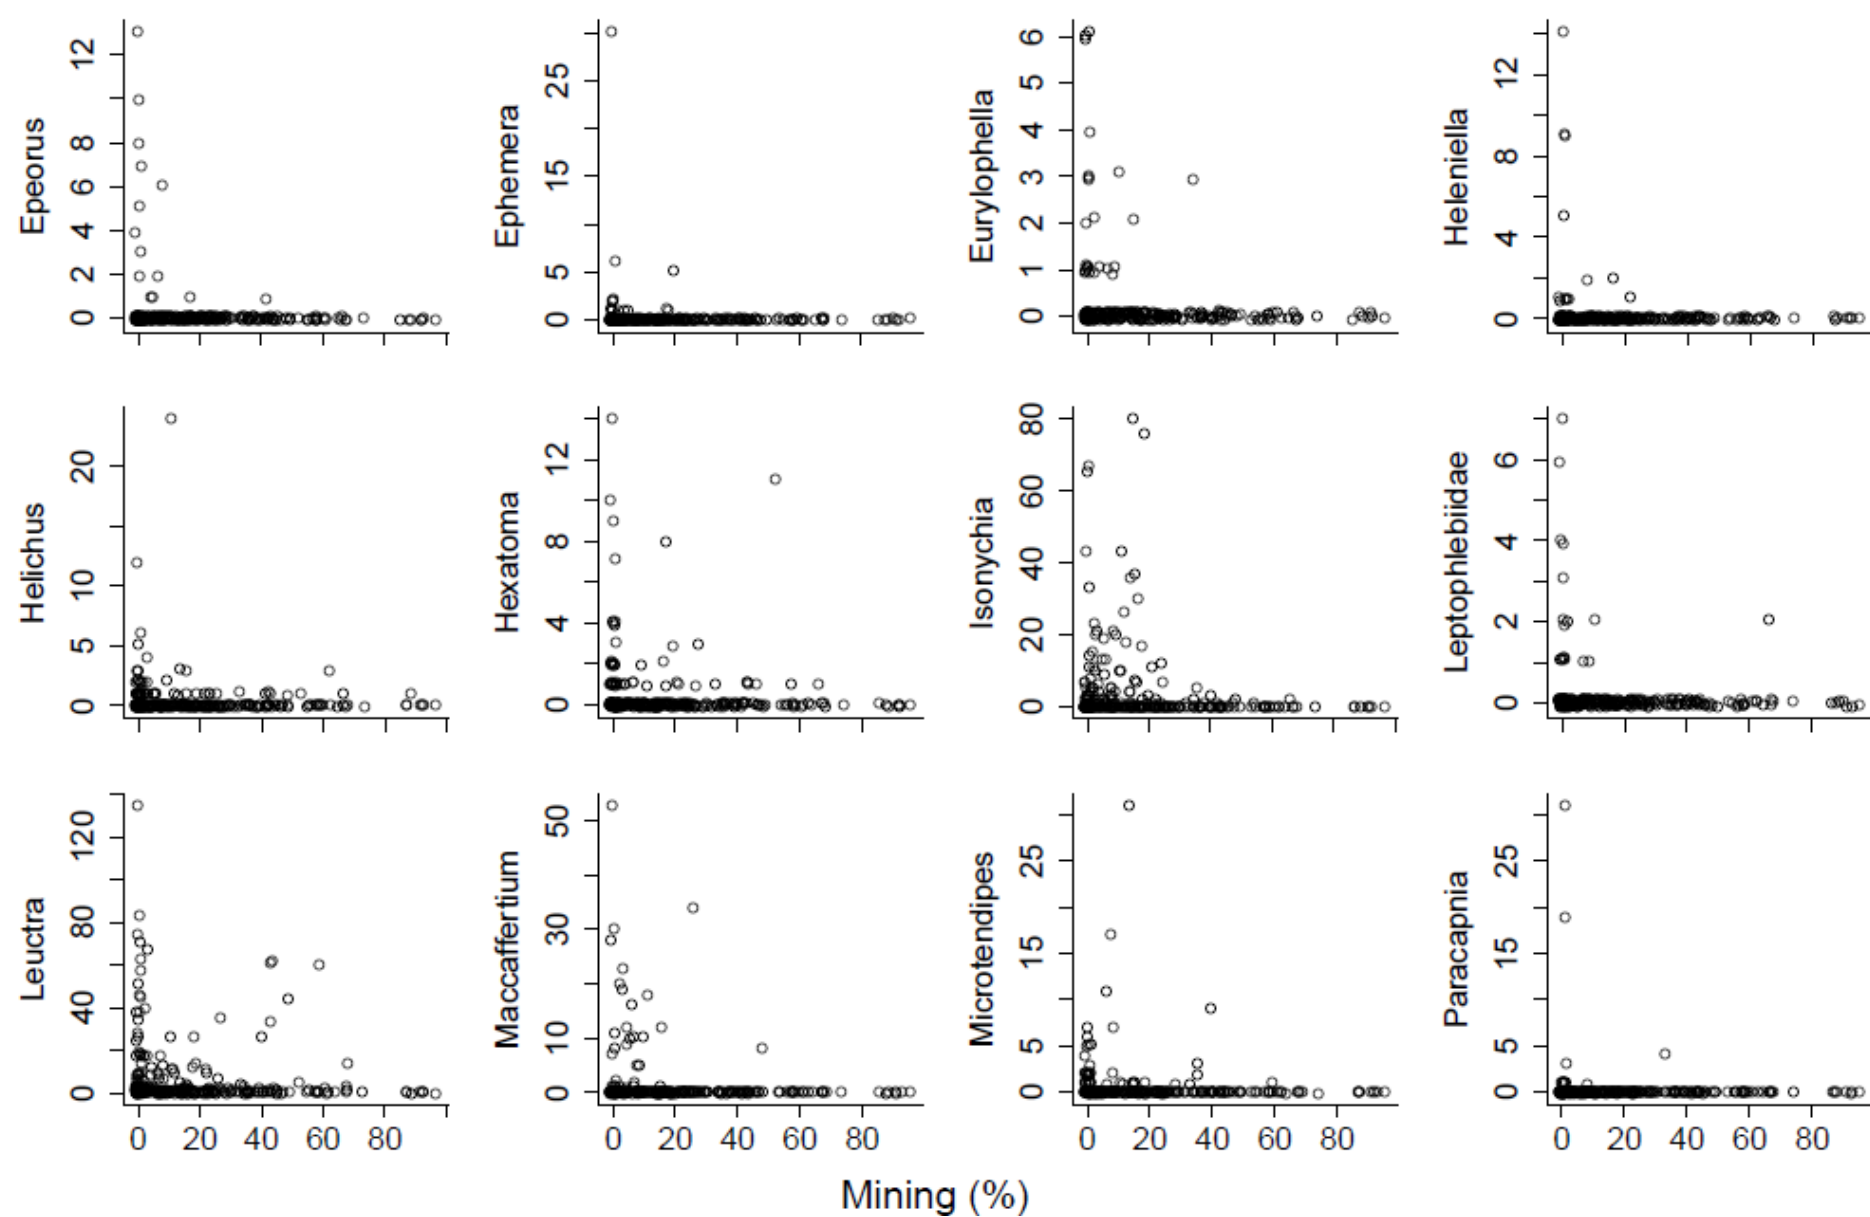 Epeorus
0 2 4 6 8 12
Ephemera
0 5 15 25
Eurylophella
0 1 2 3 4 5 6
Heleniella
0 4 8 12
Helichus
0 5 10 20
Hexatoma
0 4 8 12
Isonychia
0 20 40 60 80
Leptophlebiidae
0 2 4 6
Leuctra
0 40 80 120
Maccaffertium
0 10 30 50
Microtendipes
0 5 15 25
Paracapnia
0 5 15 25
0 20 40 60 80
0 20 40 60 80
0 20 40 60 80
0 20 40 60 80
Mining (%)